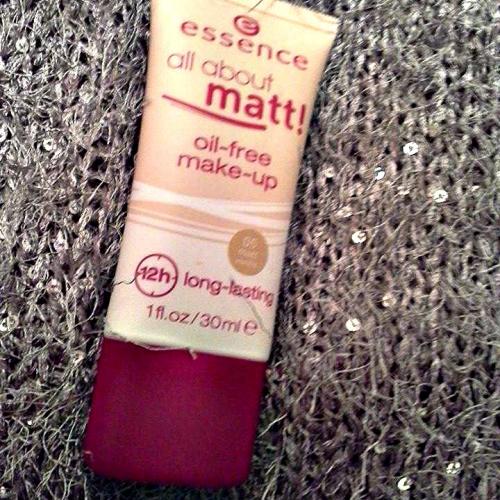 essence
all about
matt!
oil-free
make-up
12h long-lasting
1fl.oz/30ml e